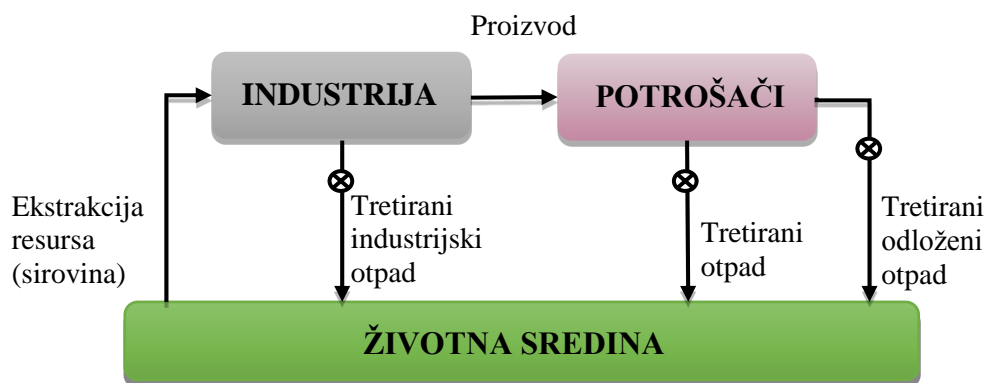 Proizvod
INDUSTRIJA
POTROŠAČI
Ekstrakcija
resursa
(sirovina)
Tretirani
industrijski
otpad
Tretirani
otpad
Tretirani
odloženi
otpad
ŽIVOTNA SREDINA